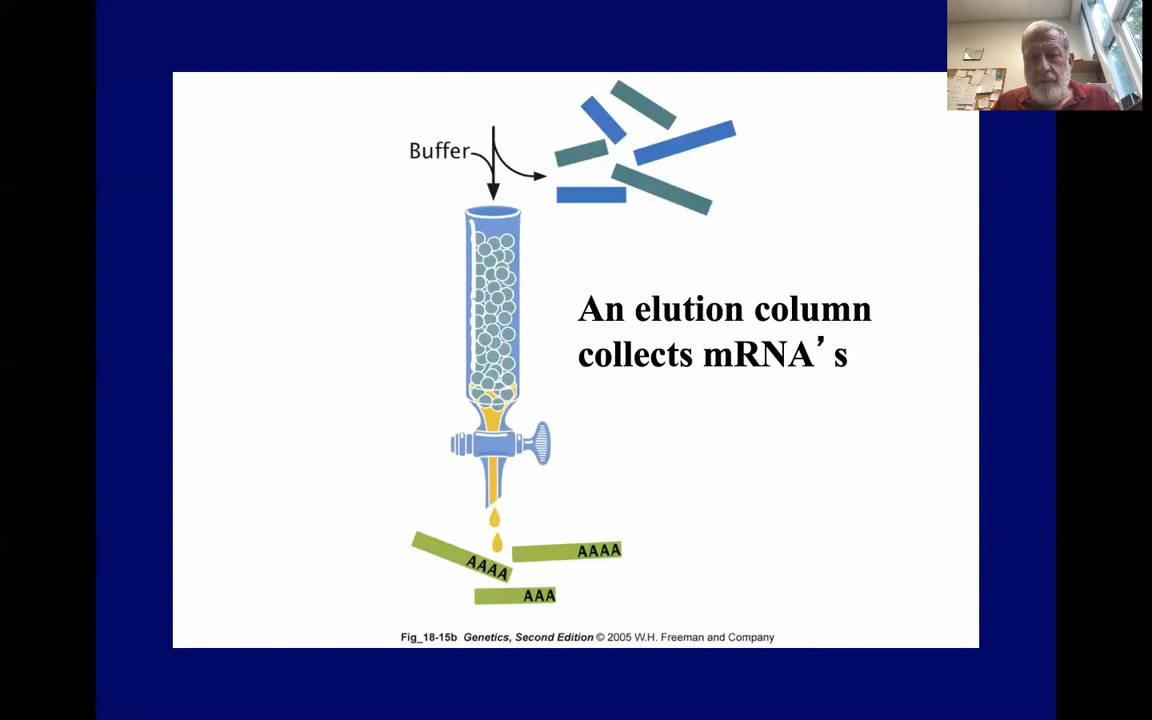 Buffer
An elution column
collects mRNA’s
AAAA
AAAA
AAA
Fig_18-15b Genetics, Second Edition © 2005 W.H. Freeman and Company